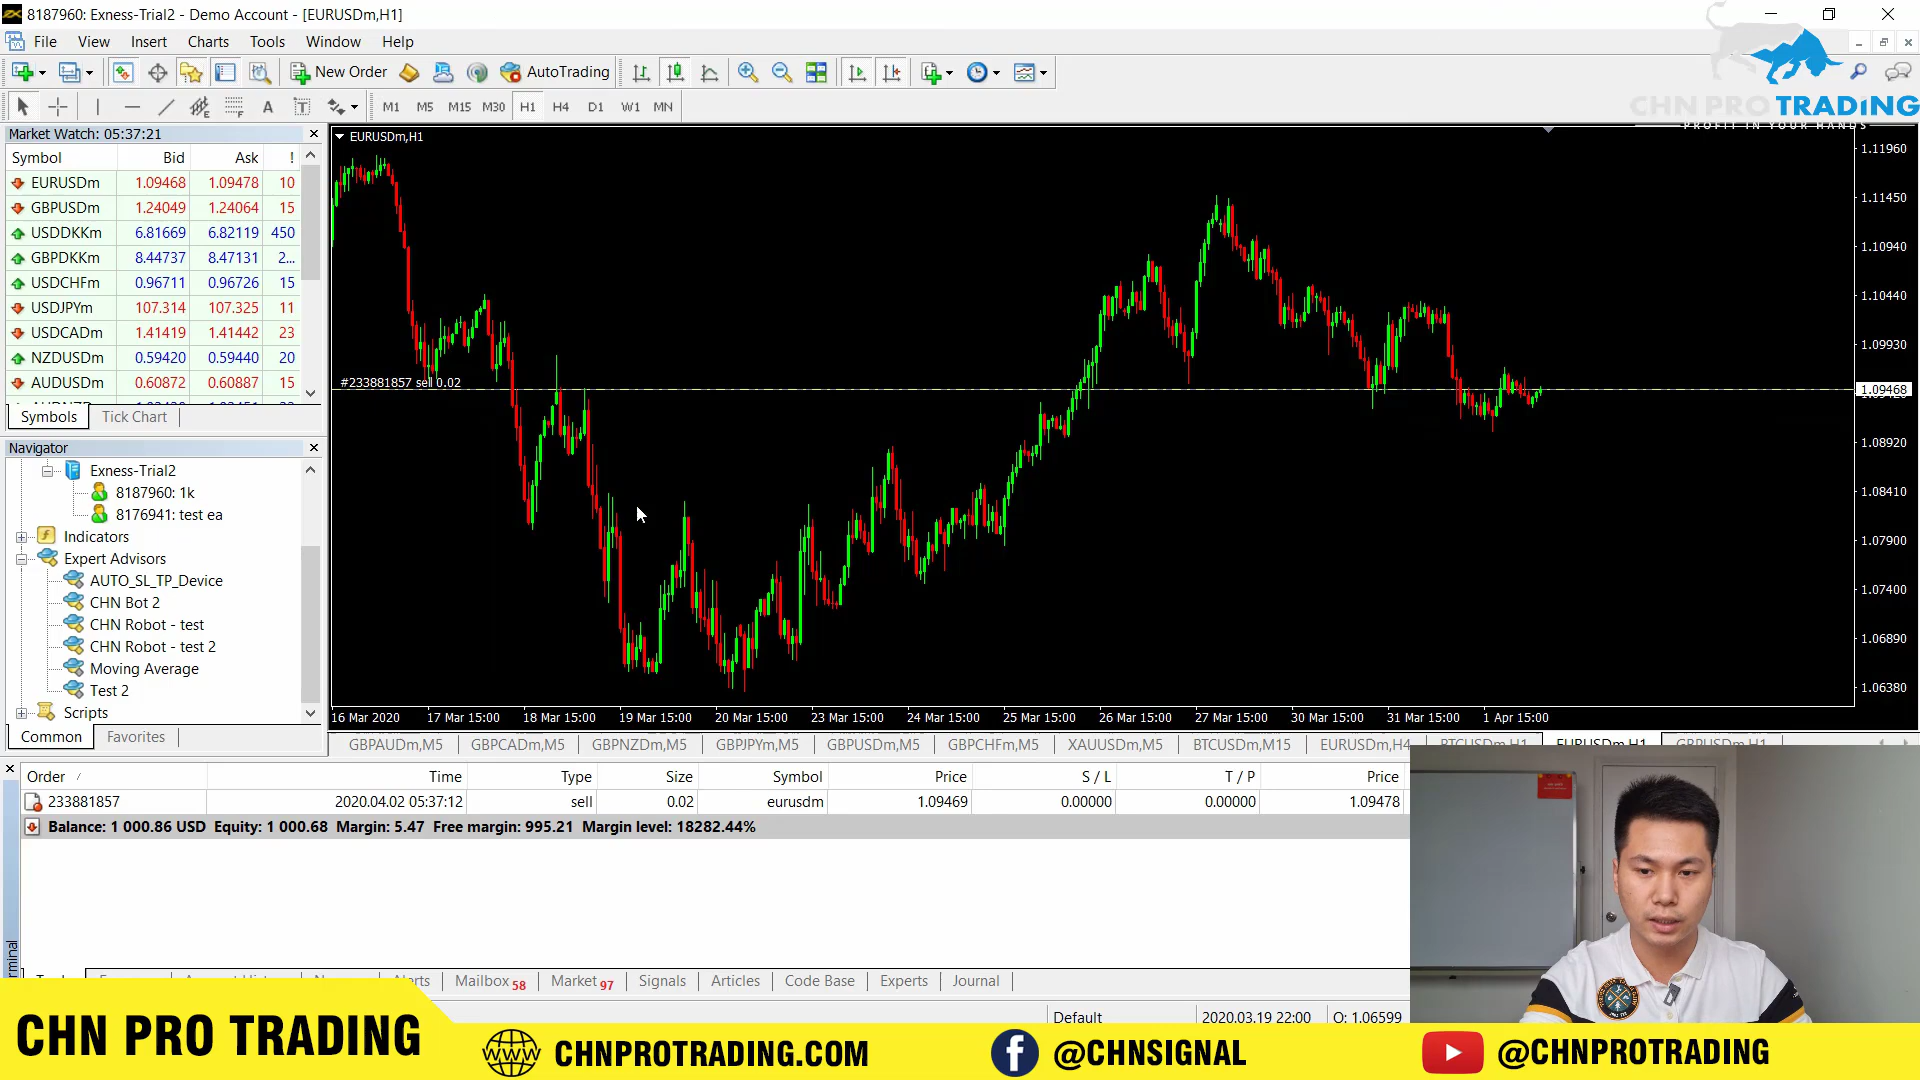 8187960: Exness-Trial2 - Demo Account - [EURUSDm,H1]
File View Insert Charts Tools Window Help
New Order AutoTrading
M1 M5 M15 M30 H1 H4 D1 W1 MN
CHN PRO TRADING
PROFIT IN YOUR HANDS
Market Watch: 05:37:21
Symbol Bid Ask !
EURUSDm 1.09468 1.09478 10
GBPUSDm 1.24049 1.24064 15
USDDKKm 6.81669 6.82119 450
GBPDKKm 8.44737 8.47131 2...
USDCHFm 0.96711 0.96726 15
USDJPYm 107.314 107.325 11
USDCADm 1.41419 1.41442 23
NZDUSDm 0.59420 0.59440 20
AUDUSDm 0.60872 0.60887 15
Symbols Tick Chart
Navigator
Exness-Trial2
8187960: 1k
8176941: test ea
Indicators
Expert Advisors
AUTO_SL_TP_Device
CHN Bot 2
CHN Robot - test
CHN Robot - test 2
Moving Average
Test 2
Scripts
Common Favorites
EURUSDm,H1
#233881857 sell 0.02
1.11960
1.11450
1.10940
1.10440
1.09930
1.09468
1.08920
1.08410
1.07900
1.07400
1.06890
1.06380
16 Mar 2020 17 Mar 15:00 18 Mar 15:00 19 Mar 15:00 20 Mar 15:00 23 Mar 15:00 24 Mar 15:00 25 Mar 15:00 26 Mar 15:00 27 Mar 15:00 30 Mar 15:00 31 Mar 15:00 1 Apr 15:00
GBPAUDm,M5 GBPCADm,M5 GBPNZDm,M5 GBPJPYm,M5 GBPUSDm,M5 GBPCHFm,M5 XAUUSDm,M5 BTCUSDm,M15 EURUSDm,H4 BTCUSDm,H1 EURUSDm,H1 GBPUSDm,H1
Order / Time Type Size Symbol Price S / L T / P Price
233881857 2020.04.02 05:37:12 sell 0.02 eurusdm 1.09469 0.00000 0.00000 1.09478
Balance: 1 000.86 USD Equity: 1 000.68 Margin: 5.47 Free margin: 995.21 Margin level: 18282.44%
Mailbox 58 Market 97 Signals Articles Code Base Experts Journal
Default 2020.03.19 22:00 O: 1.06599
CHN PRO TRADING
WWW CHNPROTRADING.COM
f @CHNSIGNAL
@CHNPROTRADING